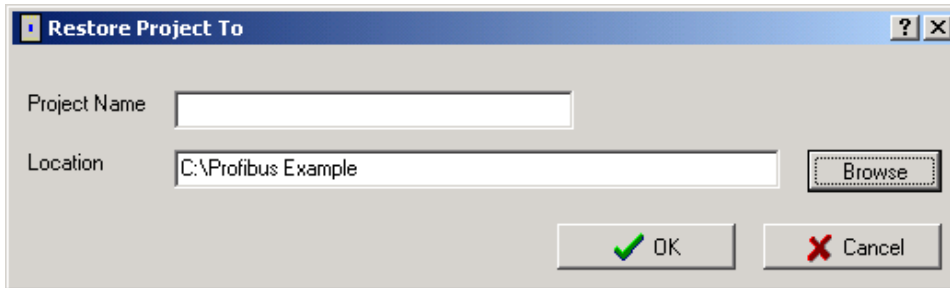 Restore Project To
Project Name
Location
C:\Profibus Example
Browse
OK
Cancel